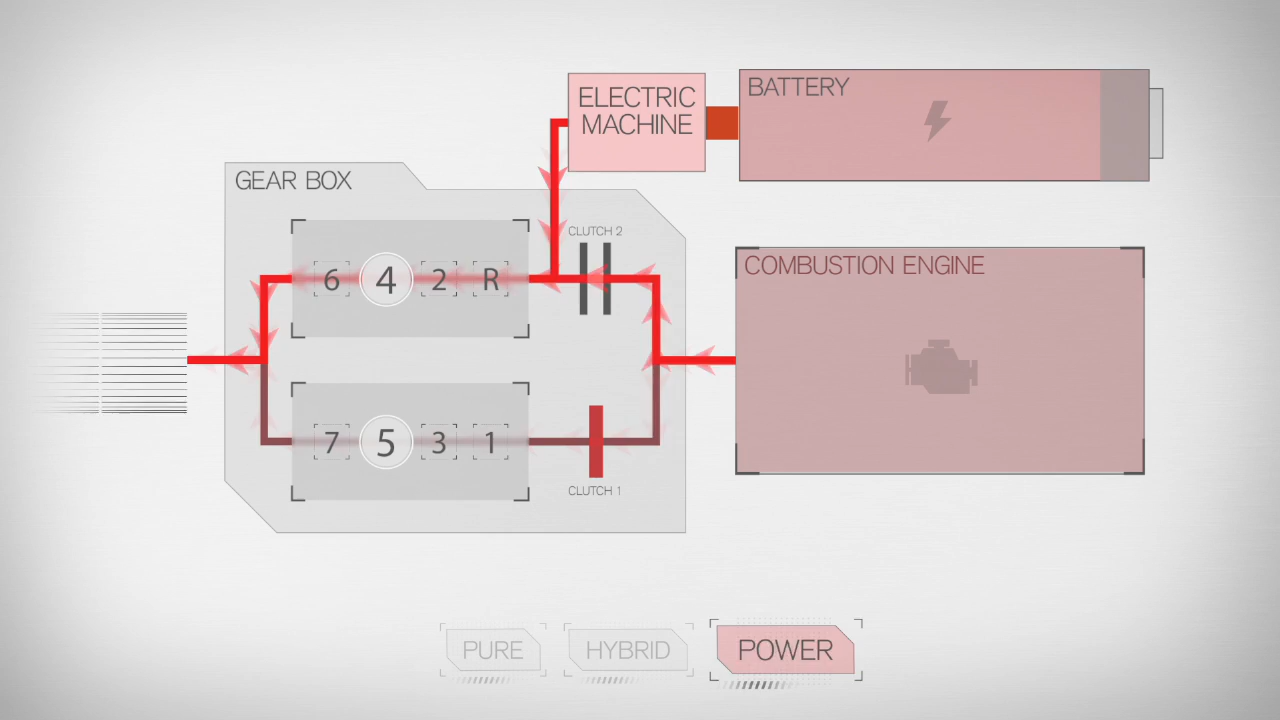 ELECTRIC
MACHINE
BATTERY
GEAR BOX
CLUTCH 2
COMBUSTION ENGINE
6 4 2 R
7 5 3 1
CLUTCH 1
PURE
HYBRID
POWER